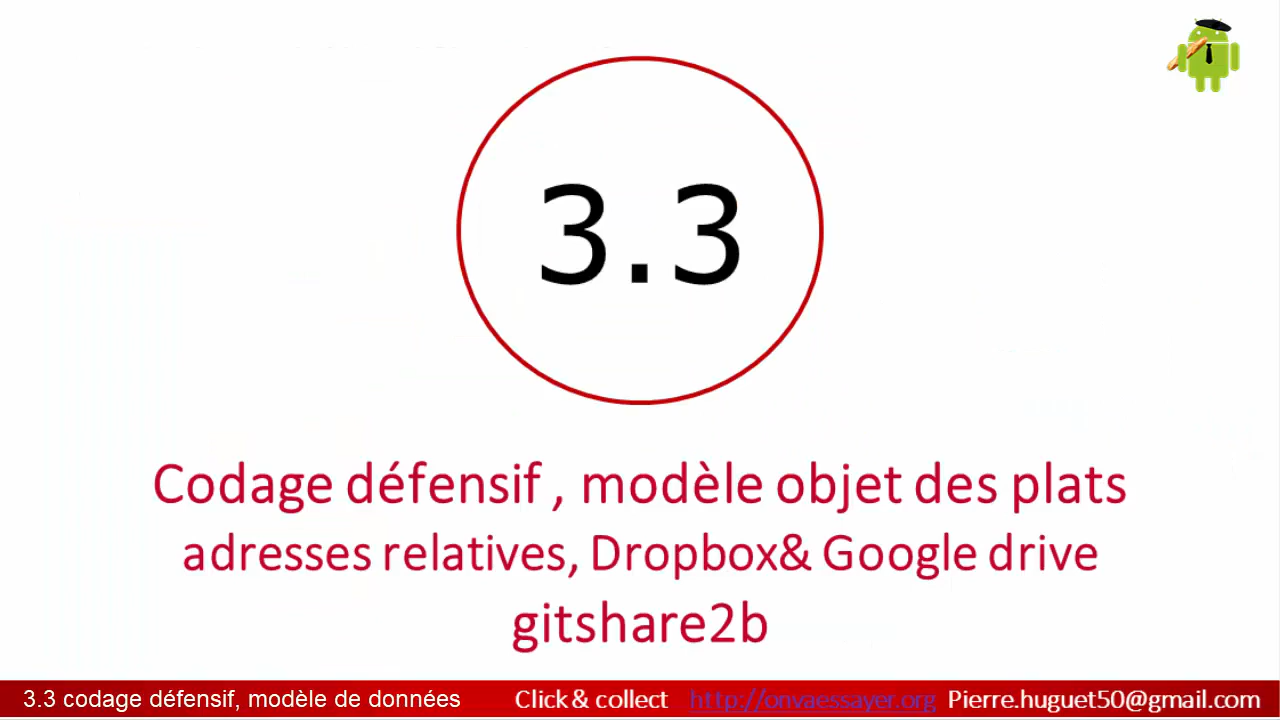 3.3
Codage défensif , modèle objet des plats
adresses relatives, Dropbox& Google drive
gitshare2b
3.3 codage défensif, modèle de données Click & collect http://onvaessayer.org Pierre.huguet50@gmail.com